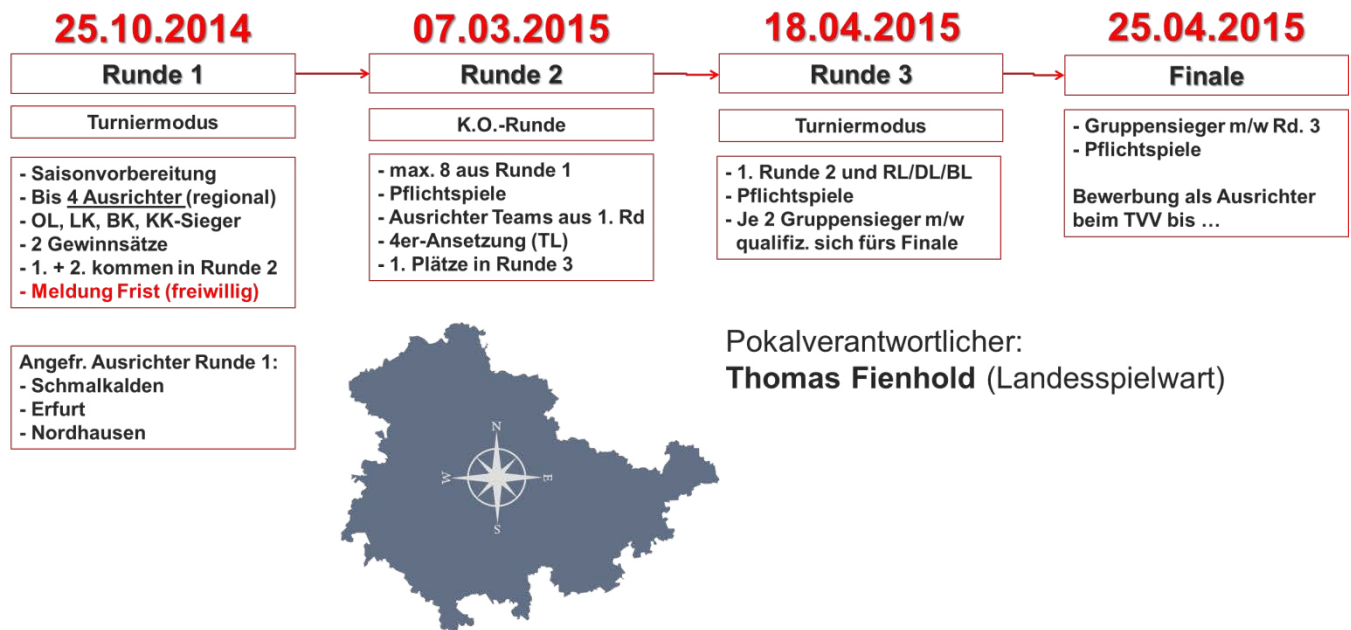 25.10.2014
Runde 1
Turniermodus
- Saisonvorbereitung
- Bis 4 Ausrichter (regional)
- OL, LK, BK, KK-Sieger
- 2 Gewinnsätze
- 1. + 2. kommen in Runde 2
- Meldung Frist (freiwillig)
Angefr. Ausrichter Runde 1:
- Schmalkalden
- Erfurt
- Nordhausen
07.03.2015
Runde 2
K.O.-Runde
- max. 8 aus Runde 1
- Pflichtspiele
- Ausrichter Teams aus 1. Rd
- 4er-Ansetzung (TL)
- 1. Plätze in Runde 3
18.04.2015
Runde 3
Turniermodus
- 1. Runde 2 und RL/DL/BL
- Pflichtspiele
- Je 2 Gruppensieger m/w
qualifiz. sich fürs Finale
25.04.2015
Finale
- Gruppensieger m/w Rd. 3
- Pflichtspiele
Bewerbung als Ausrichter
beim TVV bis ...
Pokalverantwortlicher:
Thomas Fienhold (Landesspielwart)
N
W
E
S